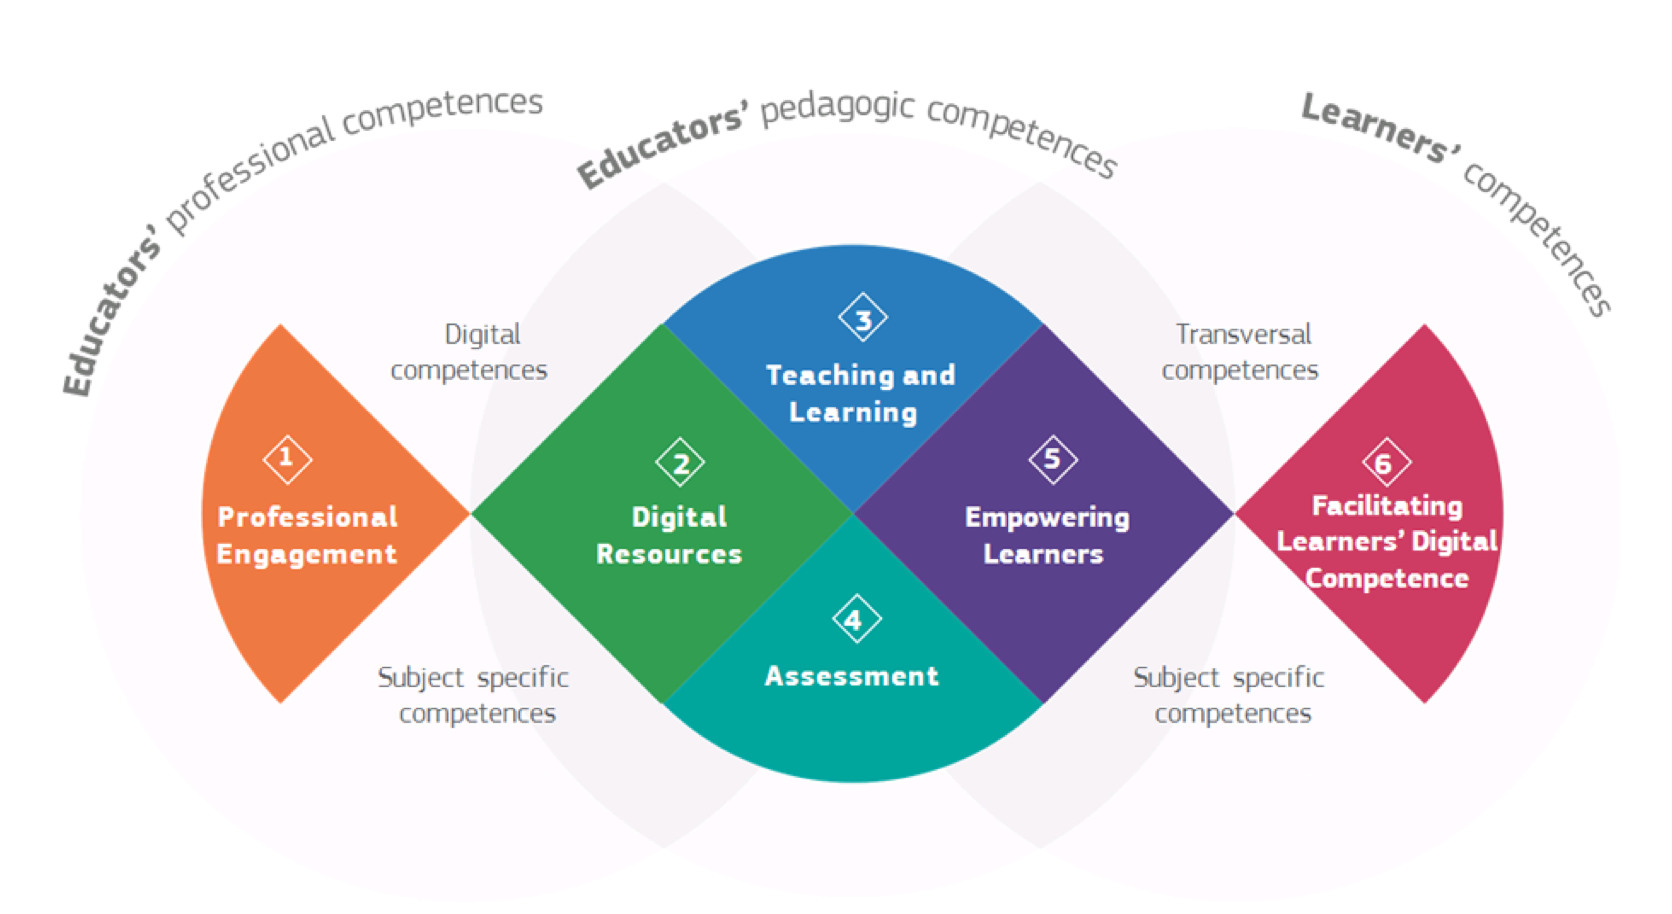 Educators’ professional competences
Educators’ pedagogic competences
Learners’ competences
Digital
competences
Transversal
competences
1
Professional
Engagement
2
Digital
Resources
3
Teaching and
Learning
4
Assessment
5
Empowering
Learners
6
Facilitating
Learners’ Digital
Competence
Subject specific
competences
Subject specific
competences